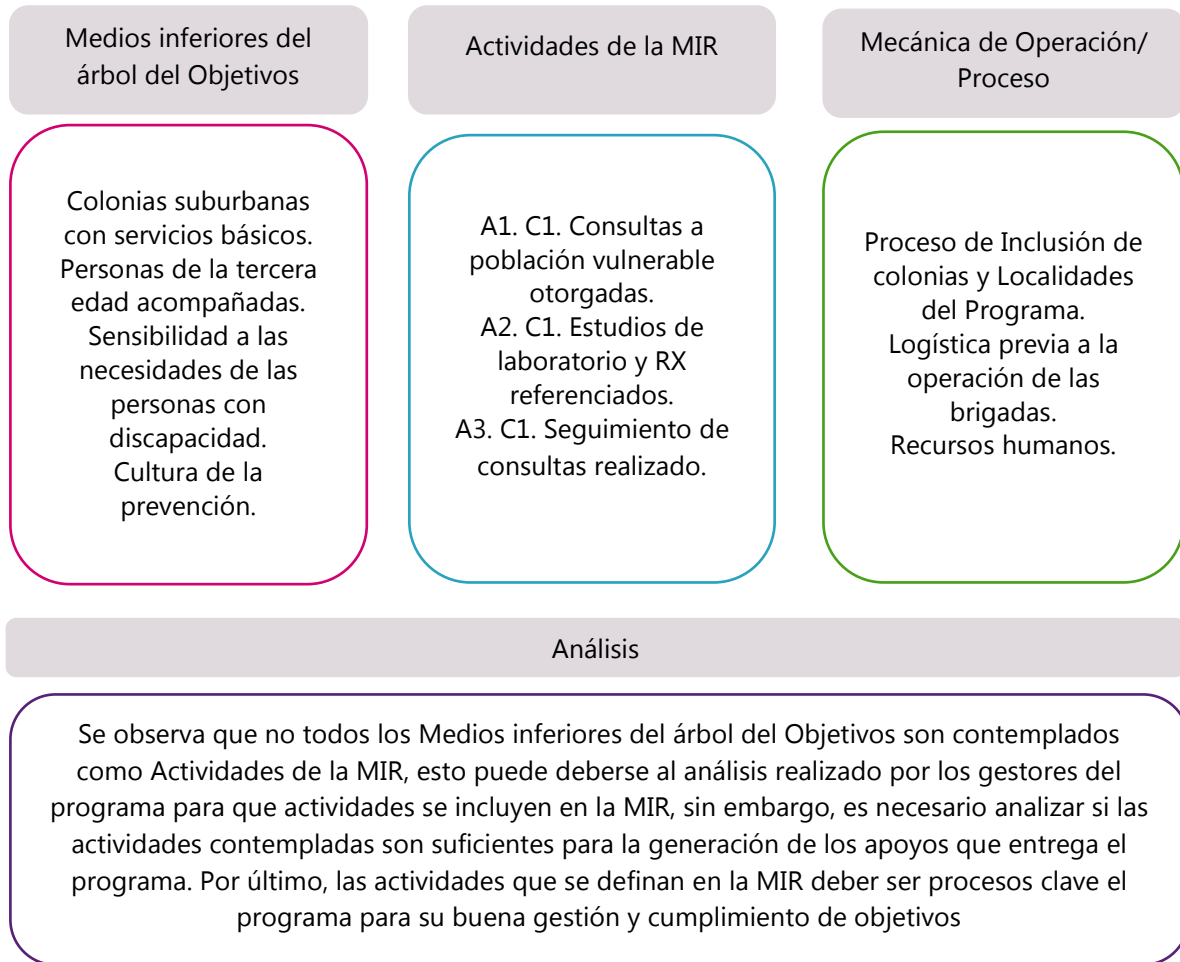 Medios inferiores del
árbol del Objetivos
Actividades de la MIR
Mecánica de Operación/
Proceso
Colonias suburbanas
con servicios básicos.
Personas de la tercera
edad acompañadas.
Sensibilidad a las
necesidades de las
personas con
discapacidad.
Cultura de la
prevención.
A1. C1. Consultas a
población vulnerable
otorgadas.
A2. C1. Estudios de
laboratorio y RX
referenciados.
A3. C1. Seguimiento de
consultas realizado.
Proceso de Inclusión de
colonias y Localidades
del Programa.
Logística previa a la
operación de las
brigadas.
Recursos humanos.
Análisis
Se observa que no todos los Medios inferiores del árbol del Objetivos son contemplados
como Actividades de la MIR, esto puede deberse al análisis realizado por los gestores del
programa para que actividades se incluyen en la MIR, sin embargo, es necesario analizar si las
actividades contempladas son suficientes para la generación de los apoyos que entrega el
programa. Por último, las actividades que se definan en la MIR deber ser procesos clave el
programa para su buena gestión y cumplimiento de objetivos